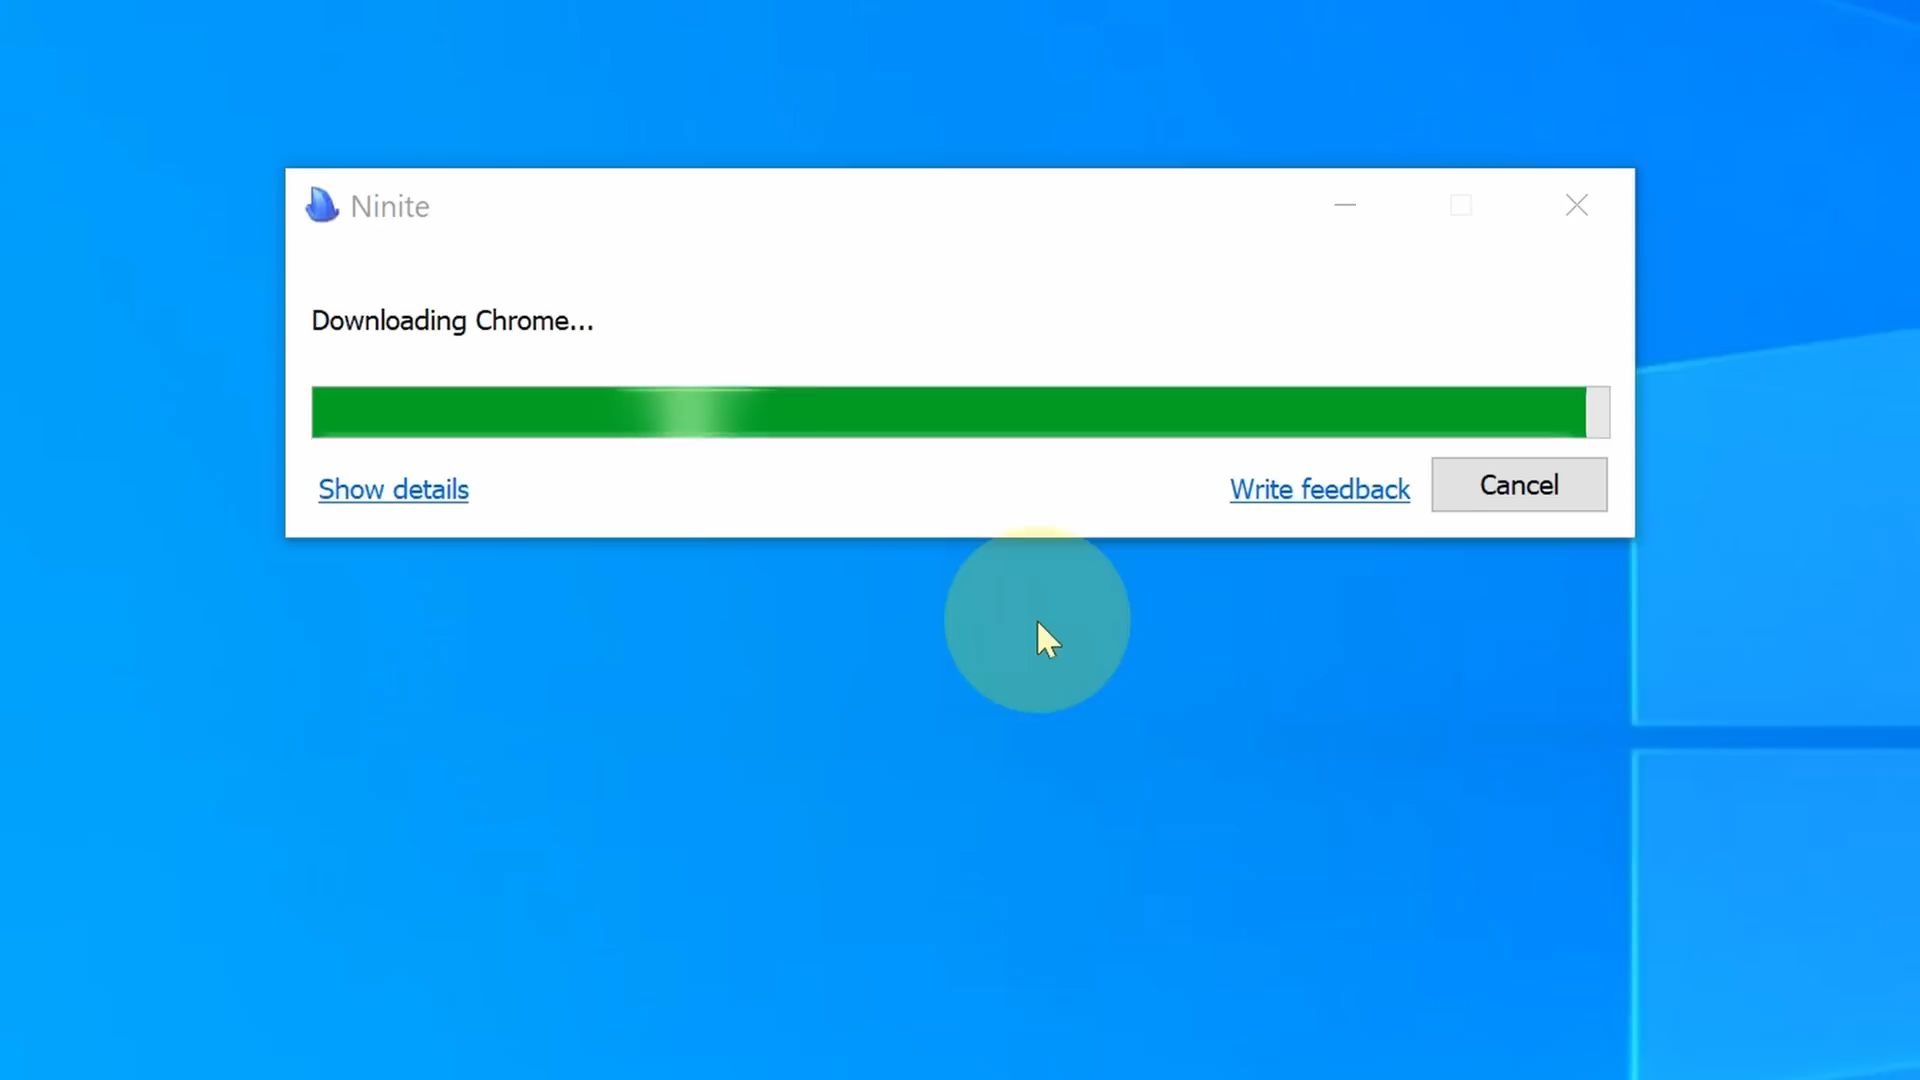 Ninite
Downloading Chrome...
Show details
Write feedback
Cancel